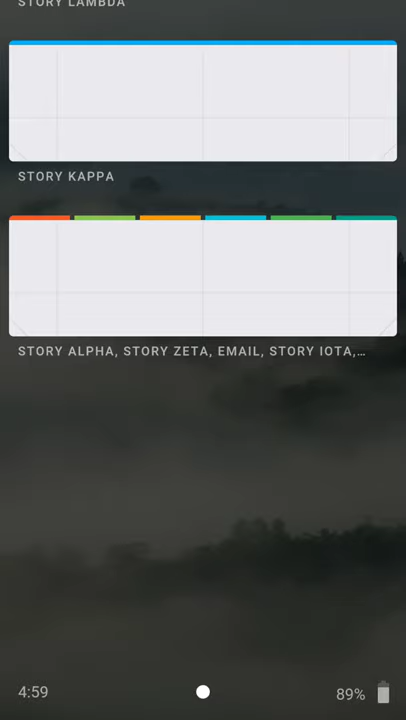 STORY LAMBDA
STORY KAPPA
STORY ALPHA, STORY ZETA, EMAIL, STORY IOTA,...
4:59
89%